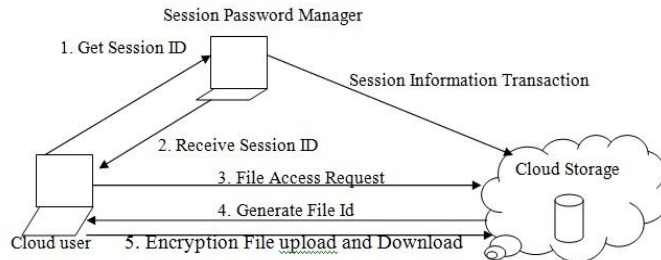 Session Password Manager
1. Get Session ID
Session Information Transaction
2. Receive Session ID
Cloud Storage
3. File Access Request
4. Generate File Id
Cloud user
5. Encryption File upload and Download